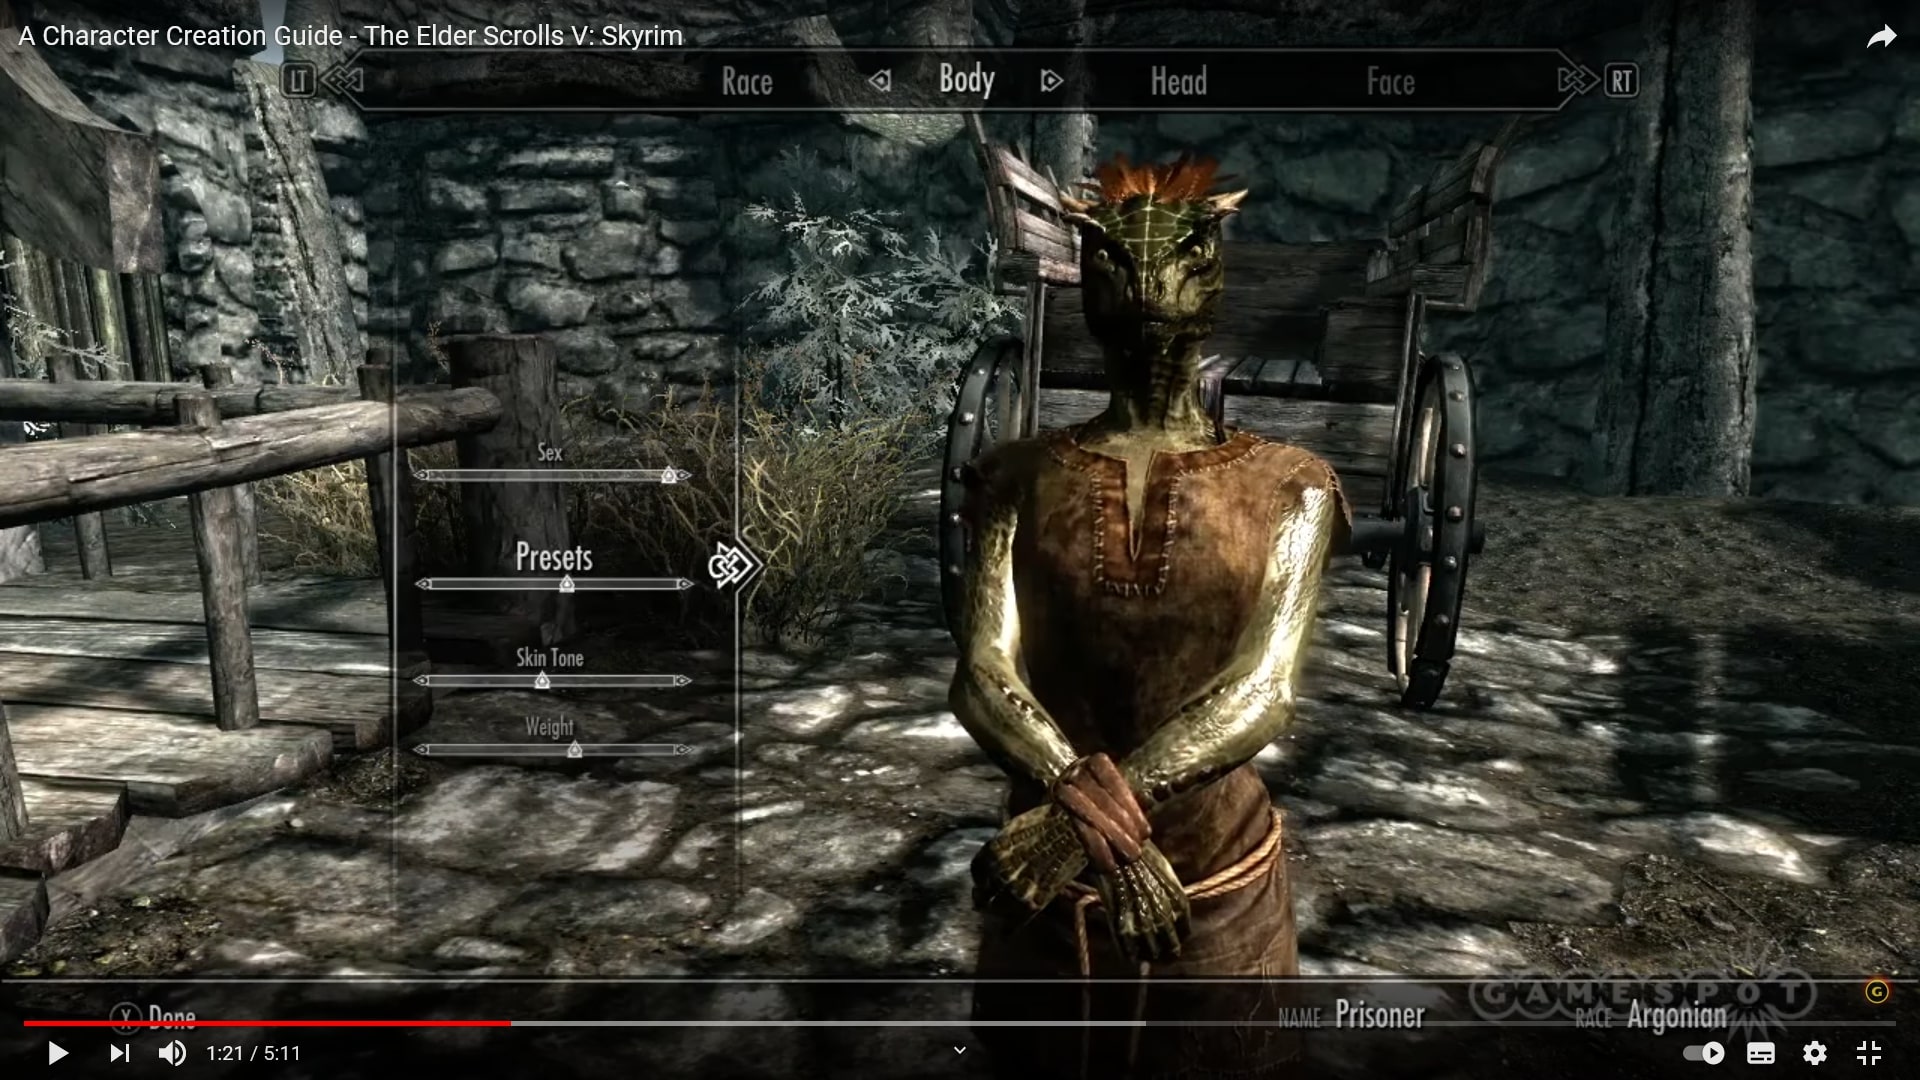 A Character Creation Guide - The Elder Scrolls V: Skyrim
LT Race Body Head Face RT
Sex
Presets
Skin Tone
Weight
GAMESPOT
G
X Done NAME Prisoner RACE Argonian
1:21 / 5:11